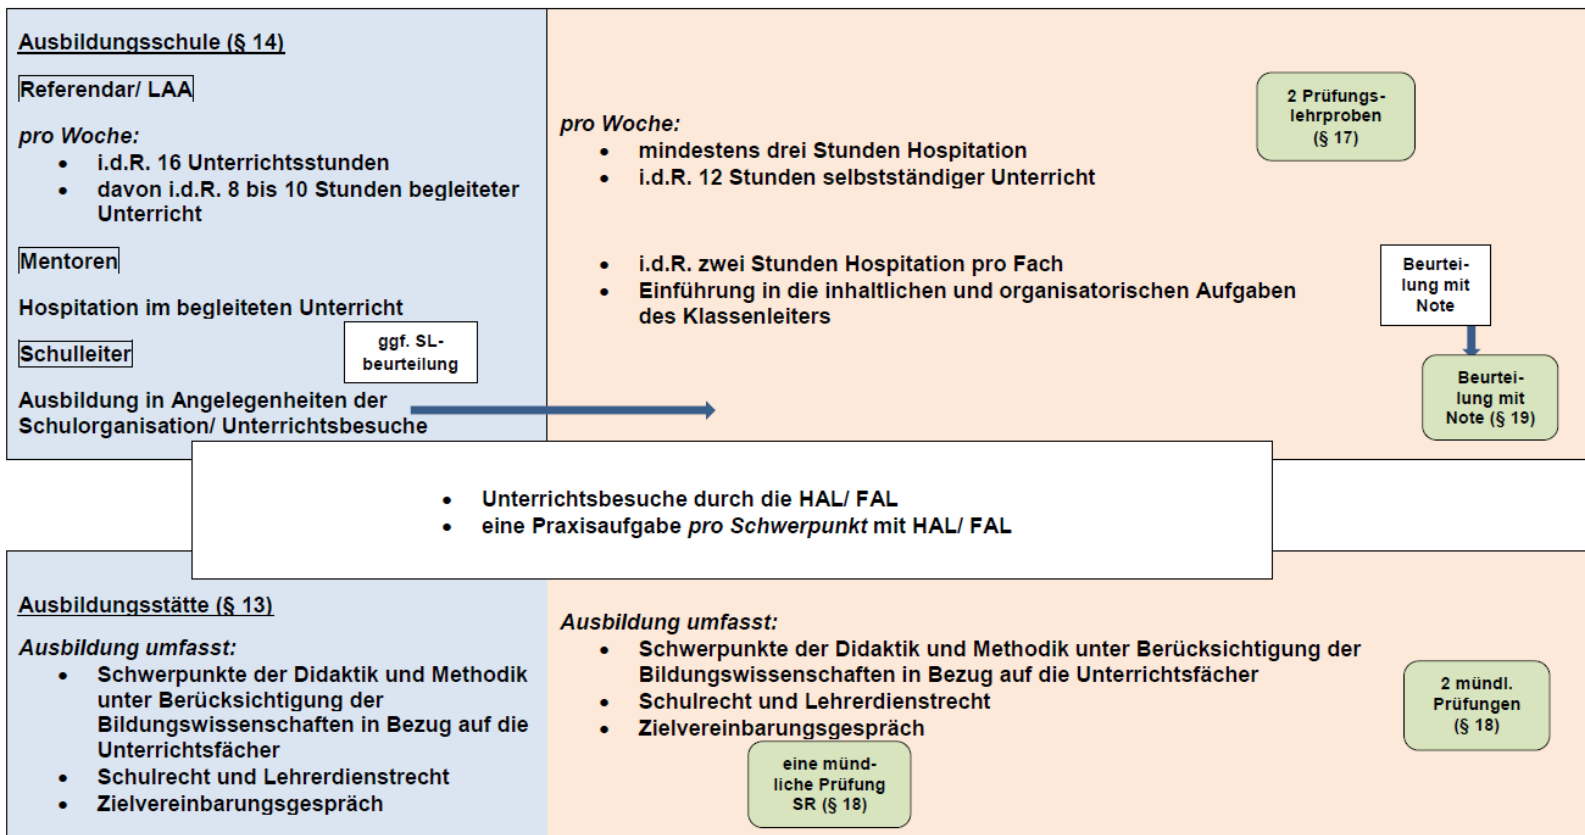 Ausbildungsschule (§ 14)
Referendar/ LAA
pro Woche:
• i.d.R. 16 Unterrichtsstunden
• davon i.d.R. 8 bis 10 Stunden begleiteter
Unterricht
Mentoren
Hospitation im begleiteten Unterricht
Schulleiter
ggf. SL-
beurteilung
Ausbildung in Angelegenheiten der
Schulorganisation/ Unterrichtsbesuche
pro Woche:
• mindestens drei Stunden Hospitation
• i.d.R. 12 Stunden selbstständiger Unterricht
• i.d.R. zwei Stunden Hospitation pro Fach
• Einführung in die inhaltlichen und organisatorischen Aufgaben
des Klassenleiters
2 Prüfungs-
lehrproben
(§ 17)
Beurtei-
lung mit
Note
Beurtei-
lung mit
Note (§ 19)
• Unterrichtsbesuche durch die HAL/ FAL
• eine Praxisaufgabe pro Schwerpunkt mit HAL/ FAL
Ausbildungsstätte (§ 13)
Ausbildung umfasst:
• Schwerpunkte der Didaktik und Methodik
unter Berücksichtigung der
Bildungswissenschaften in Bezug auf die
Unterrichtsfächer
• Schulrecht und Lehrerdienstrecht
• Zielvereinbarungsgespräch
Ausbildung umfasst:
• Schwerpunkte der Didaktik und Methodik unter Berücksichtigung der
Bildungswissenschaften in Bezug auf die Unterrichtsfächer
• Schulrecht und Lehrerdienstrecht
• Zielvereinbarungsgespräch
eine münd-
liche Prüfung
SR (§ 18)
2 mündl.
Prüfungen
(§ 18)